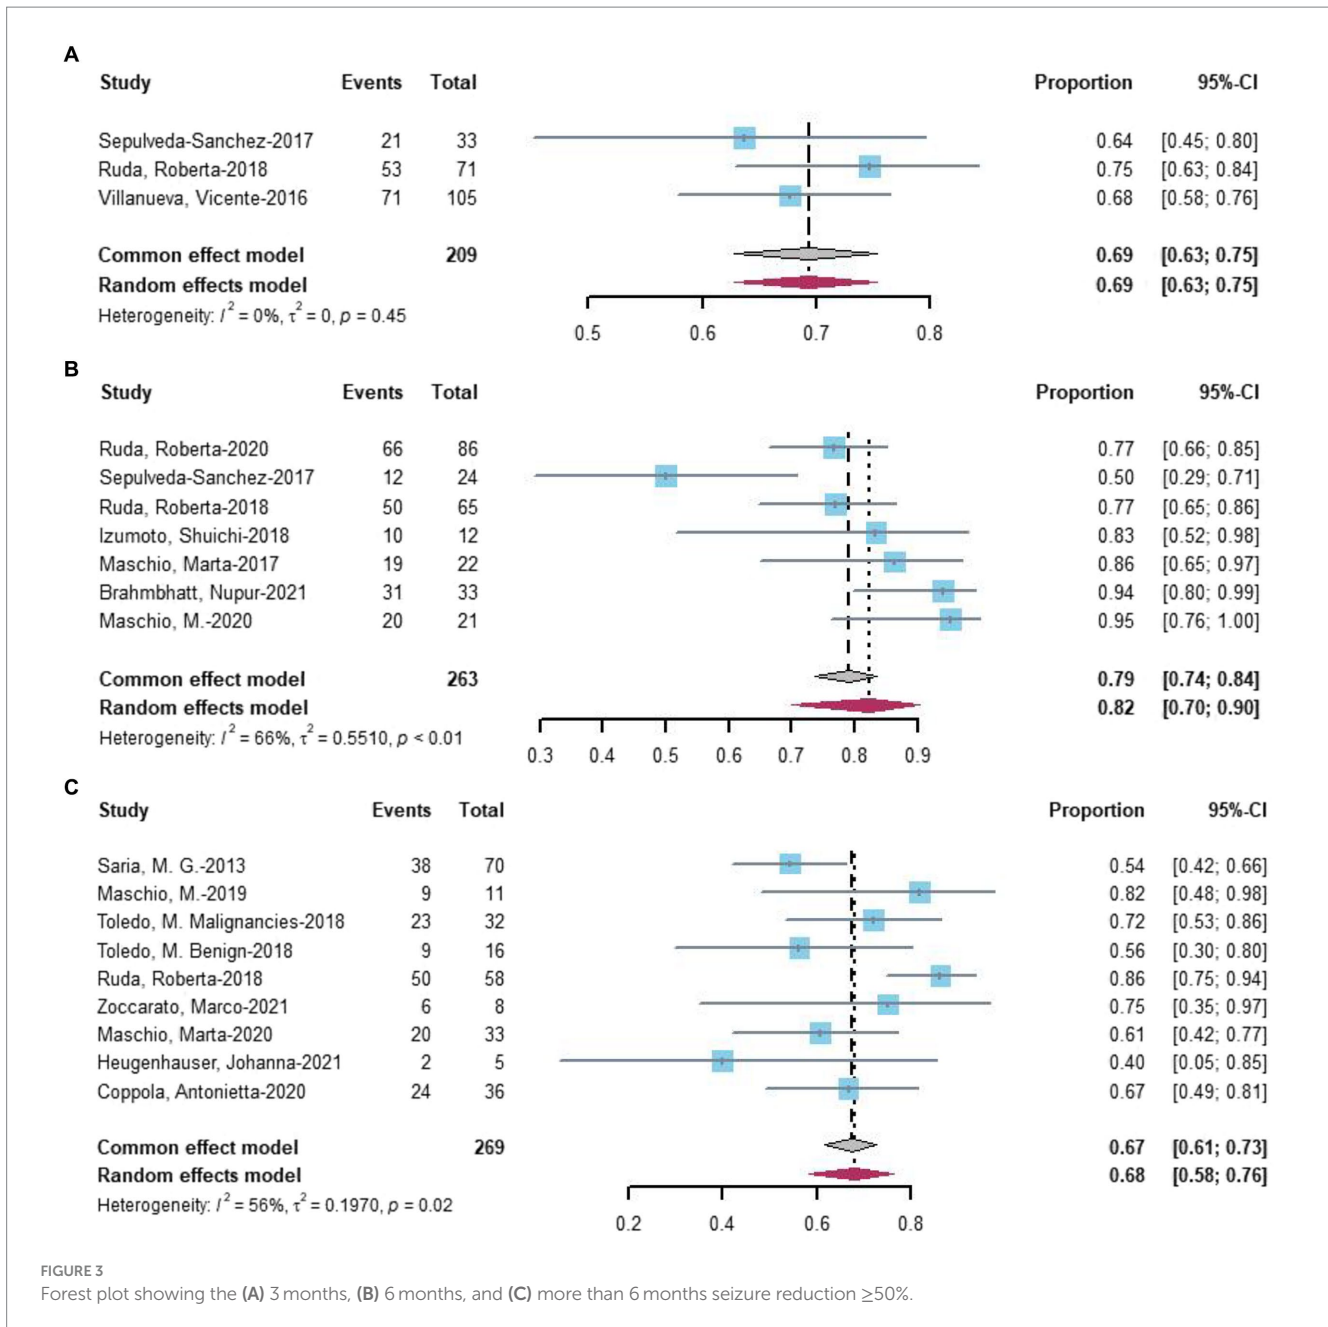 A
Study Events Total Proportion 95%-CI
Sepulveda-Sanchez-2017 21 33 0.64 [0.45; 0.80]
Ruda, Roberta-2018 53 71 0.75 [0.63; 0.84]
Villanueva, Vicente-2016 71 105 0.68 [0.58; 0.76]
Common effect model 209 0.69 [0.63; 0.75]
Random effects model 0.69 [0.63; 0.75]
Heterogeneity: I² = 0%, τ² = 0, p = 0.45
0.5 0.6 0.7 0.8
B
Study Events Total Proportion 95%-CI
Ruda, Roberta-2020 66 86 0.77 [0.66; 0.85]
Sepulveda-Sanchez-2017 12 24 0.50 [0.29; 0.71]
Ruda, Roberta-2018 50 65 0.77 [0.65; 0.86]
Izumoto, Shuichi-2018 10 12 0.83 [0.52; 0.98]
Maschio, Marta-2017 19 22 0.86 [0.65; 0.97]
Brahmbhatt, Nupur-2021 31 33 0.94 [0.80; 0.99]
Maschio, M.-2020 20 21 0.95 [0.76; 1.00]
Common effect model 263 0.79 [0.74; 0.84]
Random effects model 0.82 [0.70; 0.90]
Heterogeneity: I² = 66%, τ² = 0.5510, p < 0.01
0.3 0.4 0.5 0.6 0.7 0.8 0.9
C
Study Events Total Proportion 95%-CI
Saria, M. G.-2013 38 70 0.54 [0.42; 0.66]
Maschio, M.-2019 9 11 0.82 [0.48; 0.98]
Toledo, M. Malignancies-2018 23 32 0.72 [0.53; 0.86]
Toledo, M. Benign-2018 9 16 0.56 [0.30; 0.80]
Ruda, Roberta-2018 50 58 0.86 [0.75; 0.94]
Zoccarato, Marco-2021 6 8 0.75 [0.35; 0.97]
Maschio, Marta-2020 20 33 0.61 [0.42; 0.77]
Heugenhauser, Johanna-2021 2 5 0.40 [0.05; 0.85]
Coppola, Antonietta-2020 24 36 0.67 [0.49; 0.81]
Common effect model 269 0.67 [0.61; 0.73]
Random effects model 0.68 [0.58; 0.76]
Heterogeneity: I² = 56%, τ² = 0.1970, p = 0.02
0.2 0.4 0.6 0.8
FIGURE 3
Forest plot showing the (A) 3 months, (B) 6 months, and (C) more than 6 months seizure reduction ≥50%.